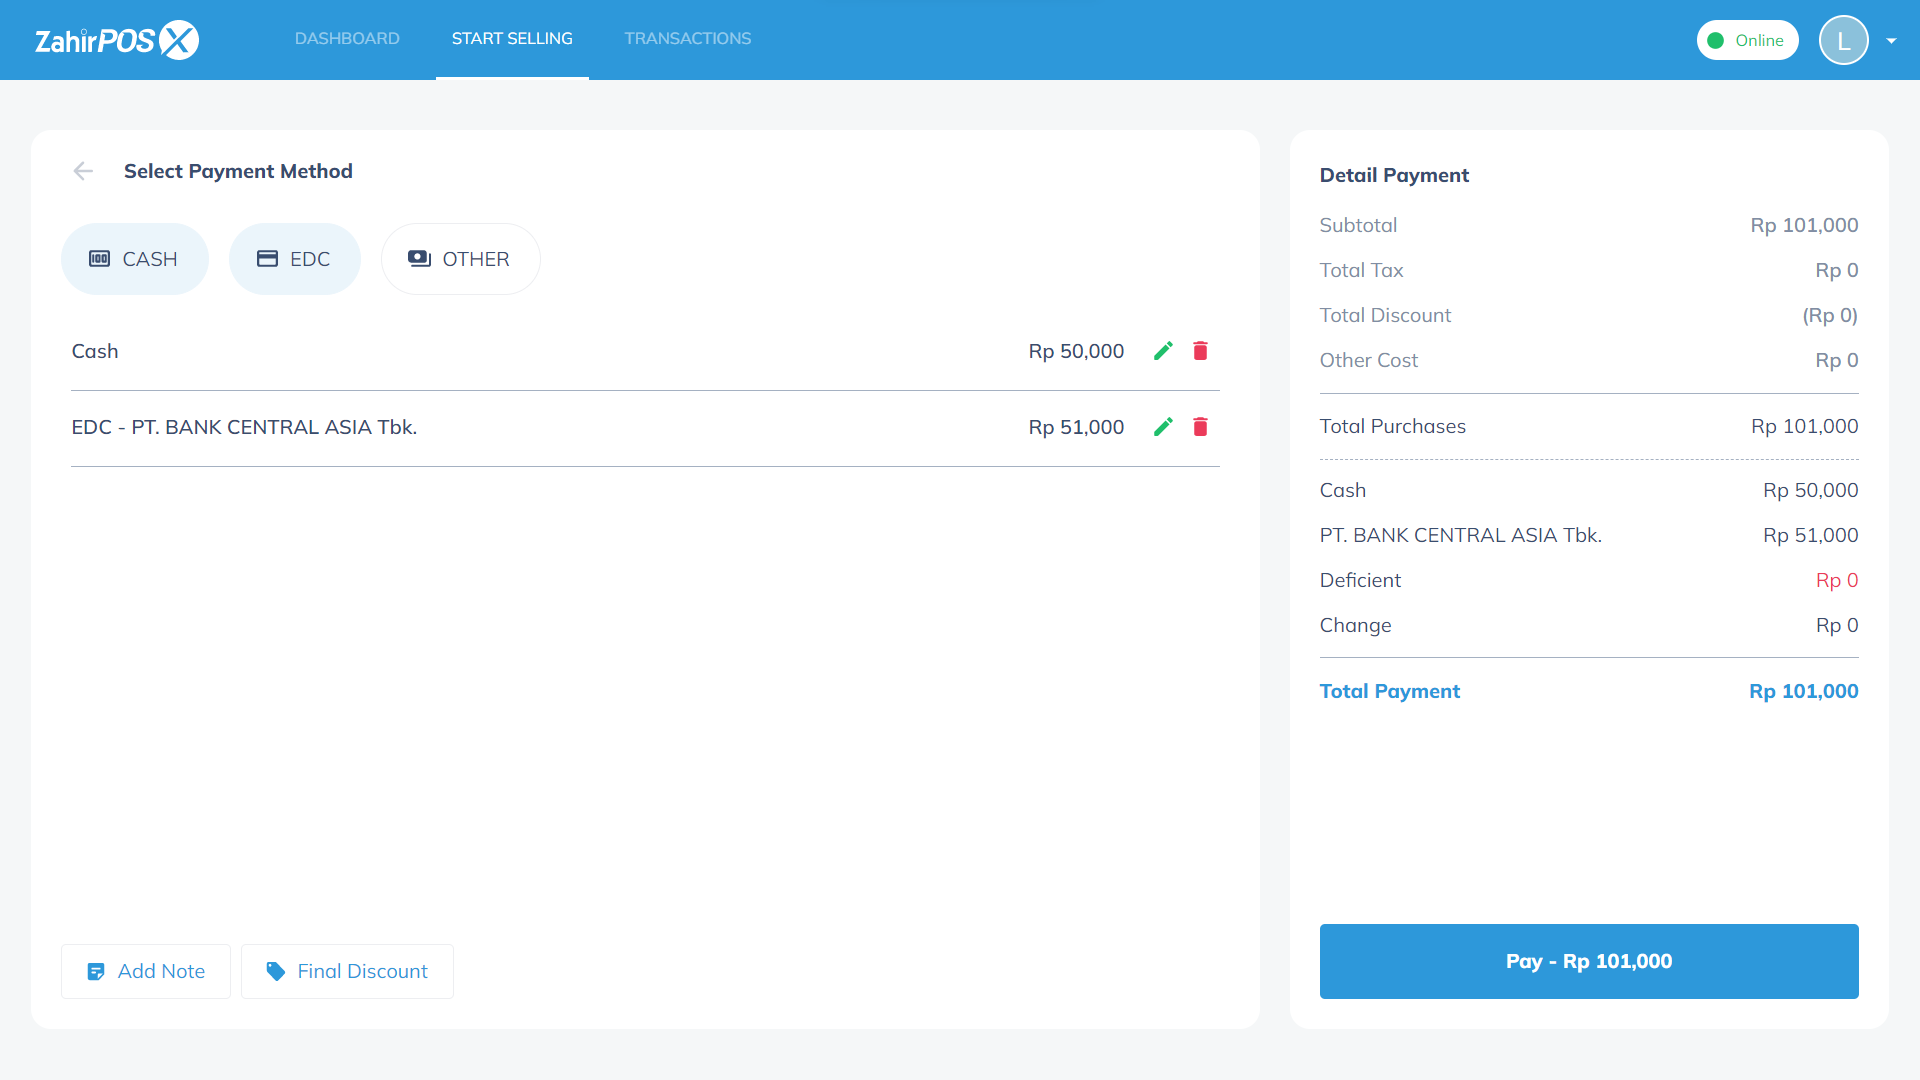 ZahirPOS X
DASHBOARD
START SELLING
TRANSACTIONS
Online
L
Select Payment Method
CASH
EDC
OTHER
Cash Rp 50,000
EDC - PT. BANK CENTRAL ASIA Tbk. Rp 51,000
Add Note
Final Discount
Detail Payment
Subtotal Rp 101,000
Total Tax Rp 0
Total Discount (Rp 0)
Other Cost Rp 0
Total Purchases Rp 101,000
Cash Rp 50,000
PT. BANK CENTRAL ASIA Tbk. Rp 51,000
Deficient Rp 0
Change Rp 0
Total Payment Rp 101,000
Pay - Rp 101,000